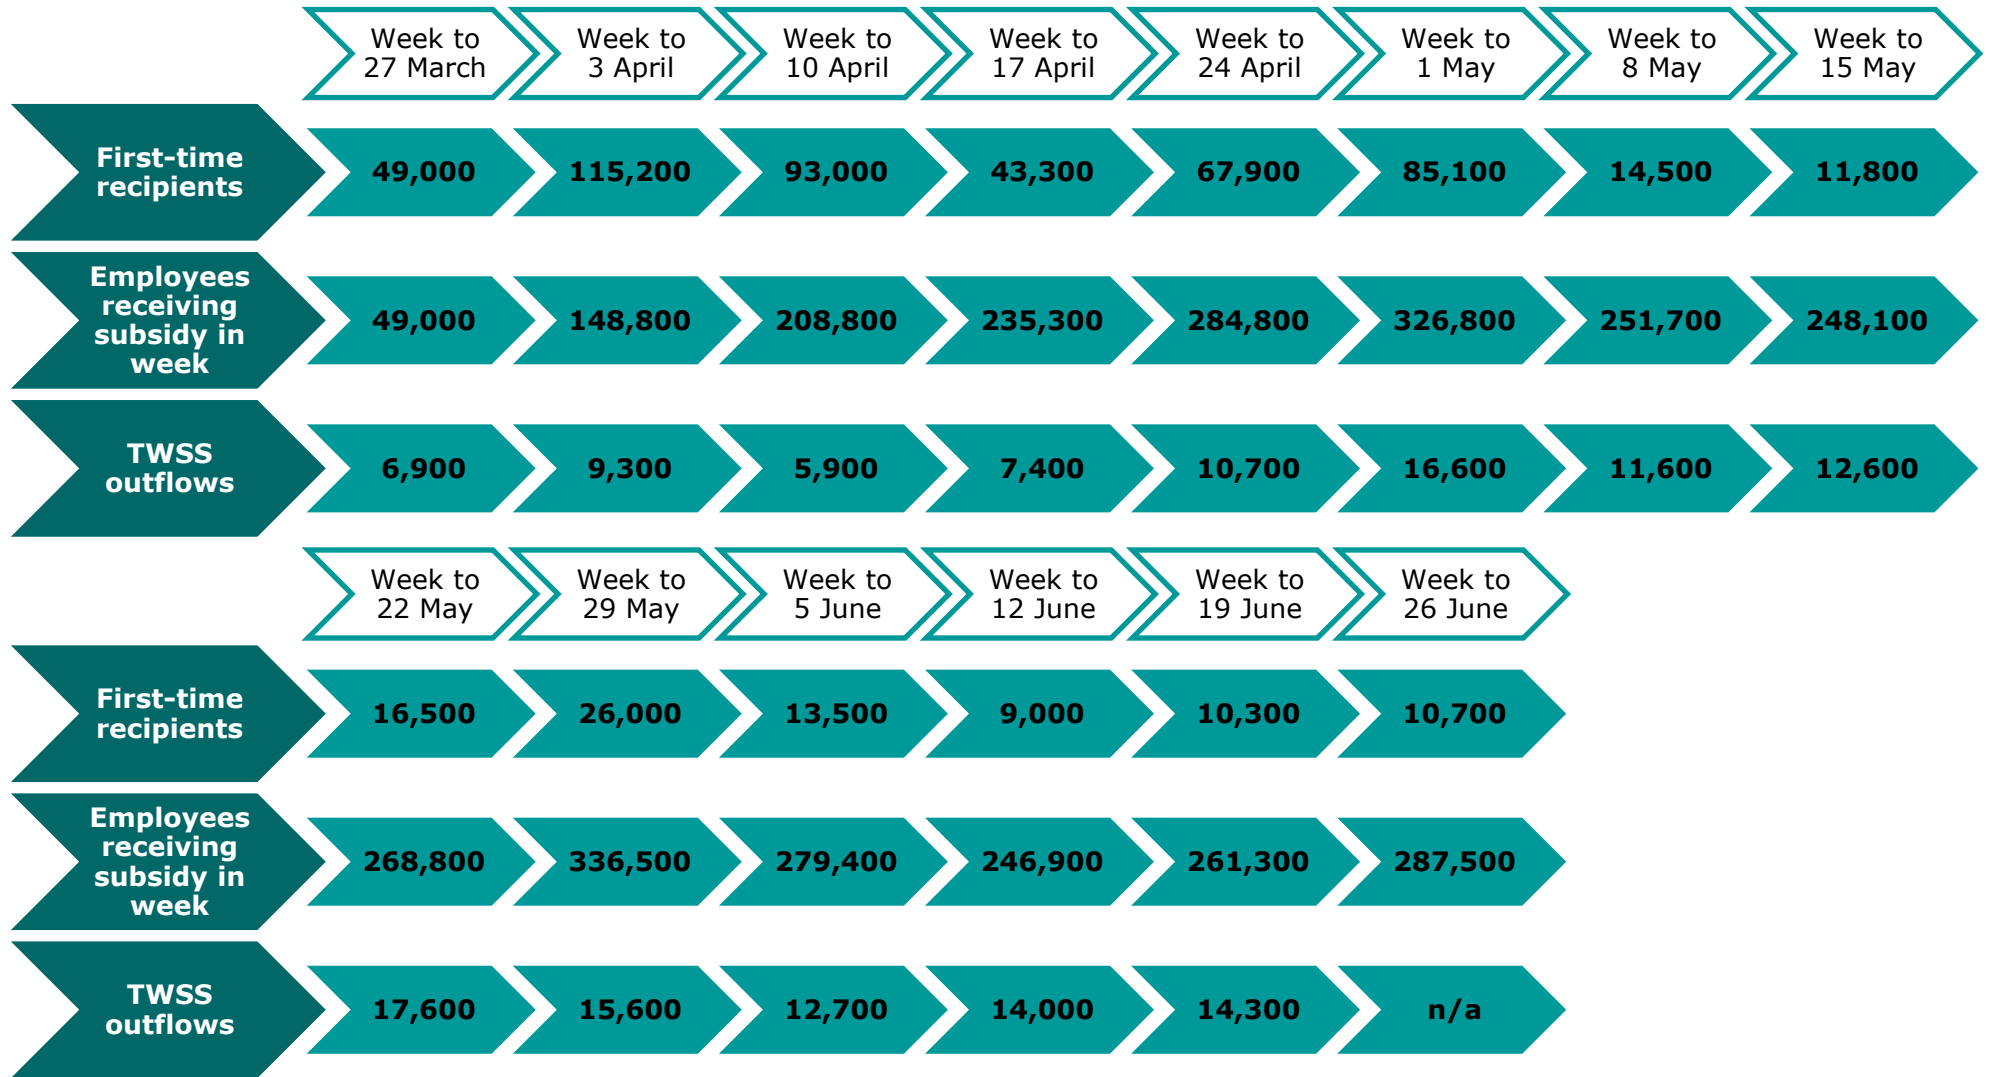 Week to 27 March
Week to 3 April
Week to 10 April
Week to 17 April
Week to 24 April
Week to 1 May
Week to 8 May
Week to 15 May
First-time
recipients
49,000
115,200
93,000
43,300
67,900
85,100
14,500
11,800
Employees
receiving
subsidy in
week
49,000
148,800
208,800
235,300
284,800
326,800
251,700
248,100
TWSS
outflows
6,900
9,300
5,900
7,400
10,700
16,600
11,600
12,600
Week to 22 May
Week to 29 May
Week to 5 June
Week to 12 June
Week to 19 June
Week to 26 June
First-time
recipients
16,500
26,000
13,500
9,000
10,300
10,700
Employees
receiving
subsidy in
week
268,800
336,500
279,400
246,900
261,300
287,500
TWSS
outflows
17,600
15,600
12,700
14,000
14,300
n/a